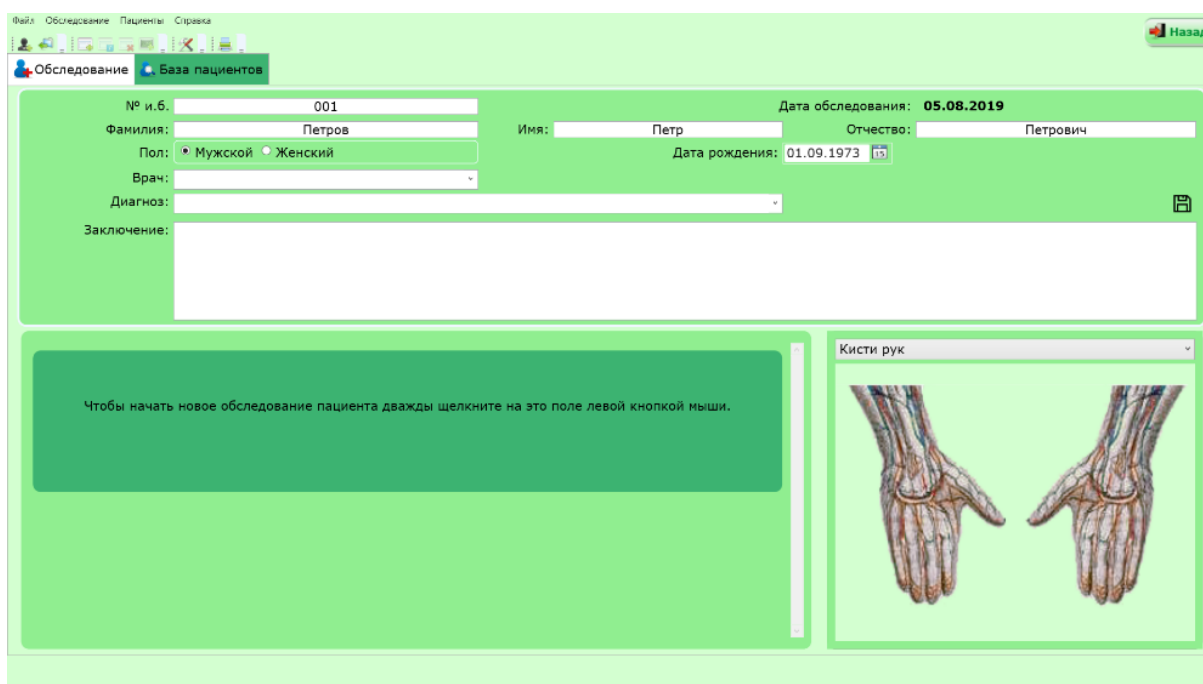 Файл Обследование Пациенты Справка
Назад
Обследование База пациентов
№ и.б. 001 Дата обследования: 05.08.2019
Фамилия: Петров Имя: Петр Отчество: Петрович
Пол: Мужской Женский Дата рождения: 01.09.1973 15
Врач:
Диагноз:
Заключение:
Кисти рук
Чтобы начать новое обследование пациента дважды щелкните на это поле левой кнопкой мыши.